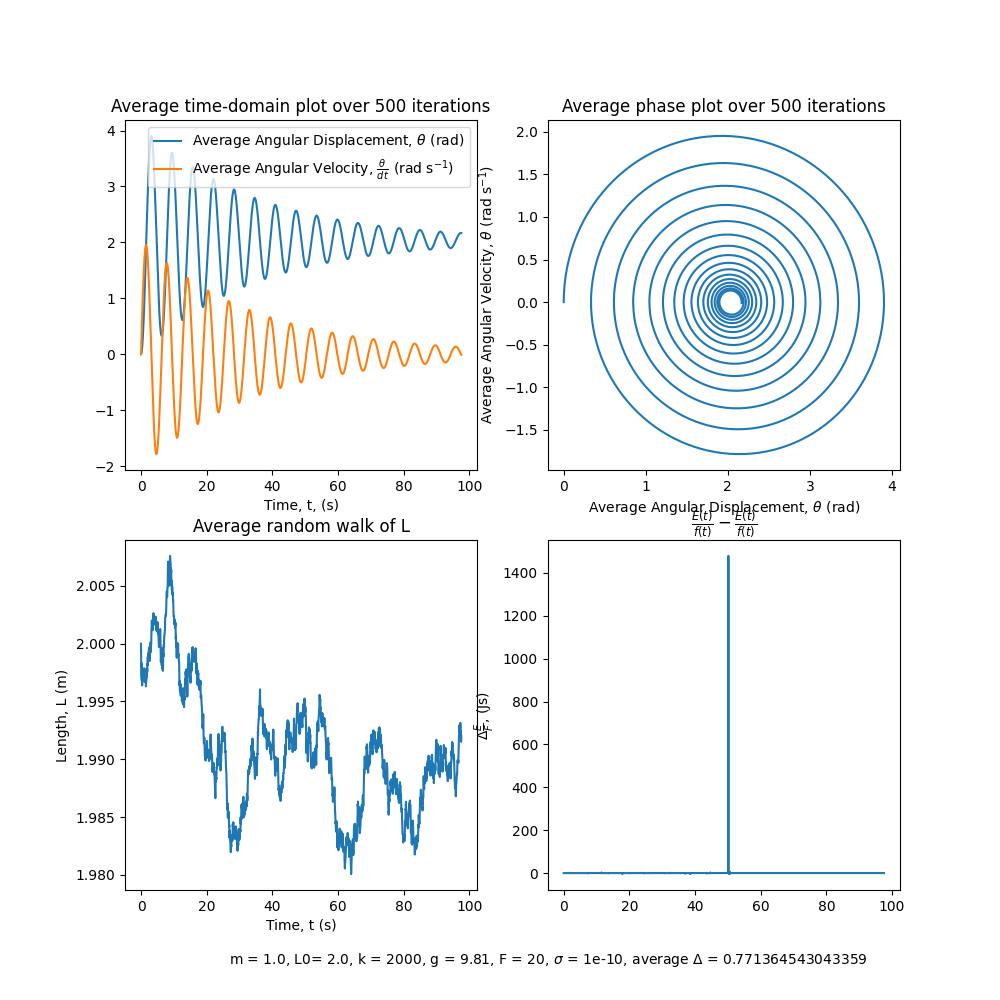 Average time-domain plot over 500 iterations
Average Angular Displacement, θ (rad)
Average Angular Velocity, θ/dt (rad s⁻¹)
4
3
2
1
0
−1
−2
0 20 40 60 80 100
Time, t, (s)
Average phase plot over 500 iterations
Average Angular Velocity, θ (rad s⁻¹)
2.0
1.5
1.0
0.5
0.0
−0.5
−1.0
−1.5
0 1 2 3 4
Average Angular Displacement, θ (rad)
Average random walk of L
Length, L (m)
2.005
2.000
1.995
1.990
1.985
1.980
0 20 40 60 80 100
Time, t (s)
E(t)/f(t) − E(t)/f(t)
Δ E/F, (Js)
1400
1200
1000
800
600
400
200
0
0 20 40 60 80 100
m = 1.0, L0= 2.0, k = 2000, g = 9.81, F = 20, σ = 1e-10, average Δ = 0.771364543043359